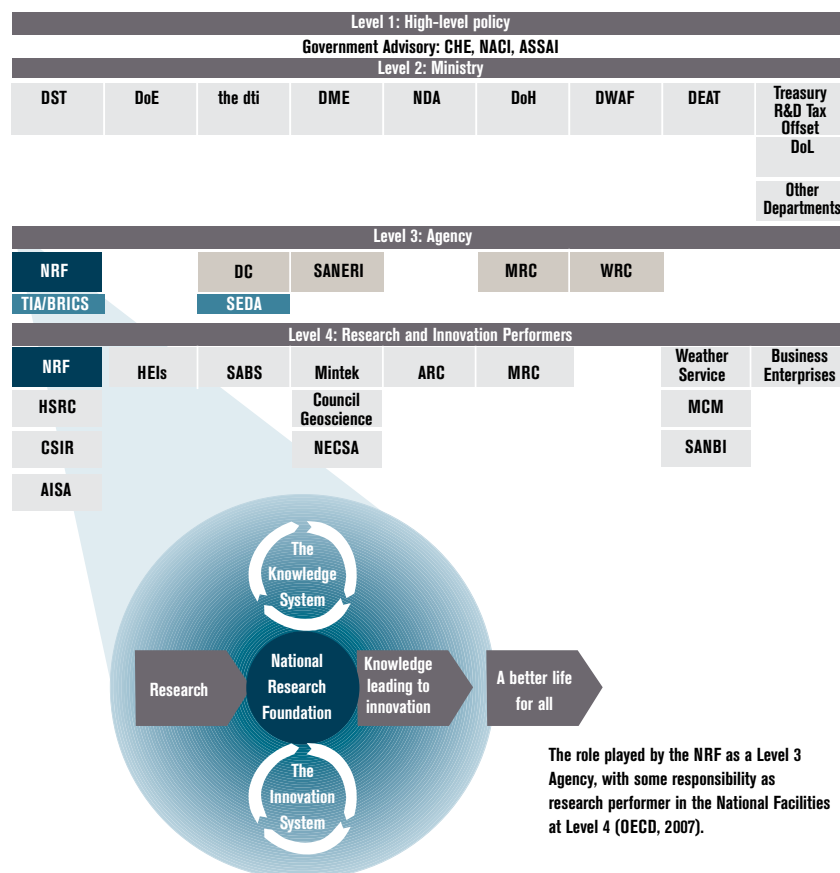 Level 1: High-level policy
Government Advisory: CHE, NACI, ASSAI
Level 2: Ministry
DST DoE the dti DME NDA DoH DWAF DEAT Treasury
R&D Tax
Offset
DoL
Other
Departments
Level 3: Agency
NRF DC SANERI MRC WRC
TIA/BRICS SEDA
Level 4: Research and Innovation Performers
NRF HEIs SABS Mintek ARC MRC Weather
Service Business
Enterprises
HSRC Council
Geoscience MCM
CSIR NECSA SANBI
AISA
The
Knowledge
System
Research
National
Research
Foundation
Knowledge
leading to
innovation
A better life
for all
The
Innovation
System
The role played by the NRF as a Level 3
Agency, with some responsibility as
research performer in the National Facilities
at Level 4 (OECD, 2007).